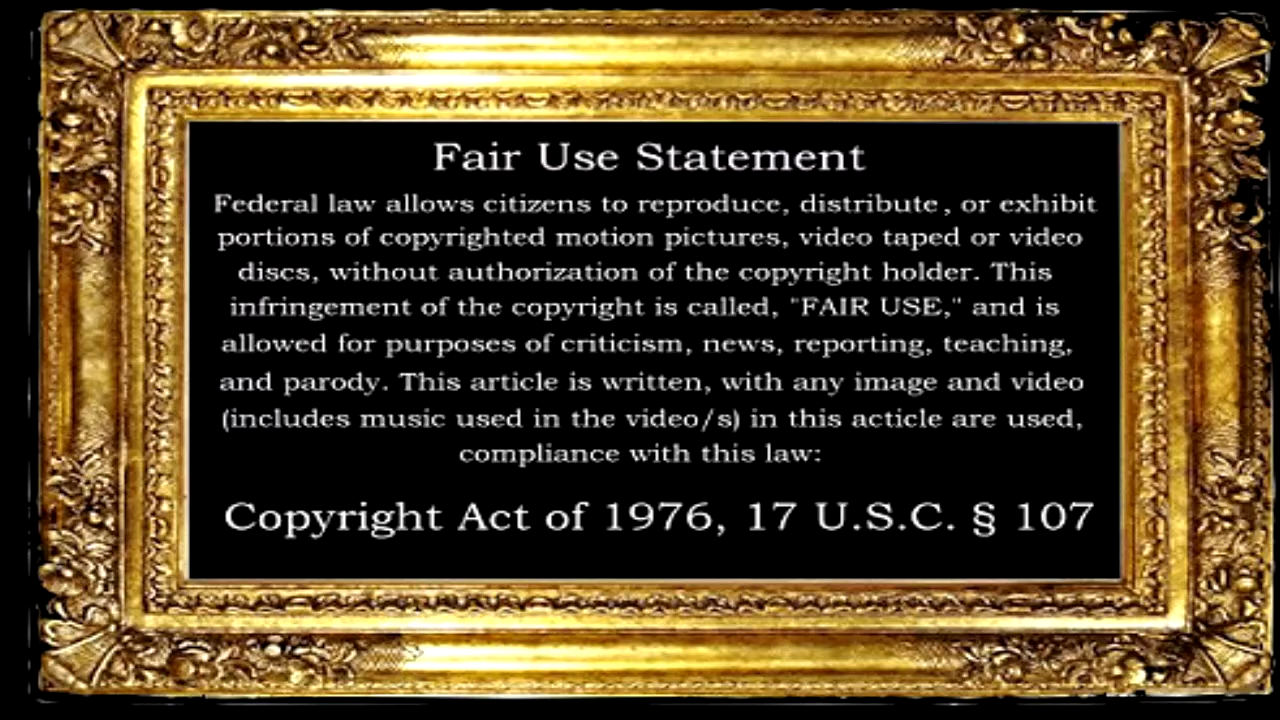 Fair Use Statement
Federal law allows citizens to reproduce, distribute, or exhibit
portions of copyrighted motion pictures, video taped or video
discs, without authorization of the copyright holder. This
infringement of the copyright is called, "FAIR USE," and is
allowed for purposes of criticism, news, reporting, teaching,
and parody. This article is written, with any image and video
(includes music used in the video/s) in this acticle are used,
compliance with this law:
Copyright Act of 1976, 17 U.S.C. § 107